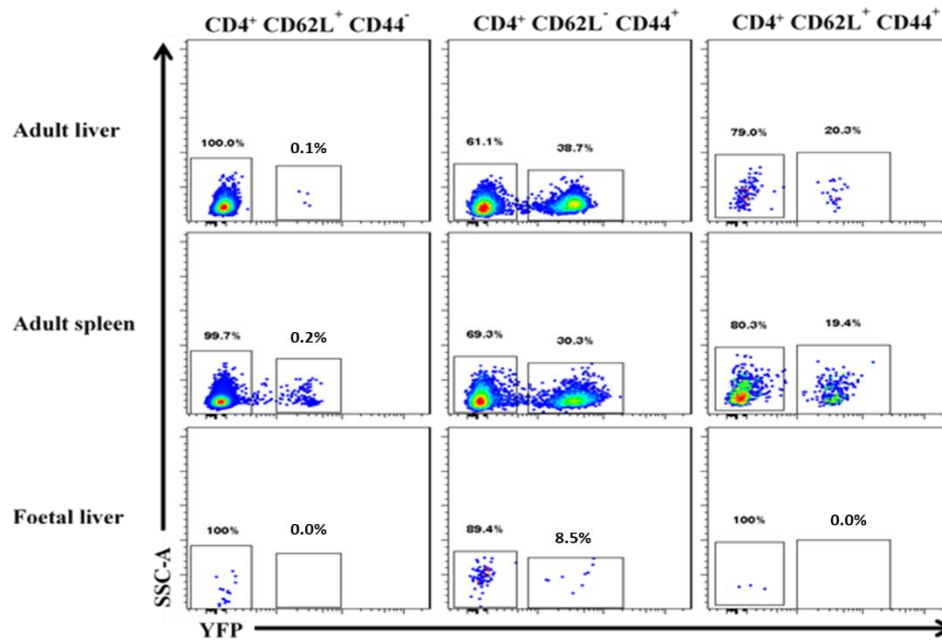 CD4+ CD62L+ CD44- CD4+ CD62L- CD44+ CD4+ CD62L+ CD44+
Adult liver
100.0% 0.1% 61.1% 38.7% 79.0% 20.3%
Adult spleen
99.7% 0.2% 69.3% 30.3% 80.3% 19.4%
Foetal liver
100% 0.0% 89.4% 8.5% 100% 0.0%
SSC-A
YFP